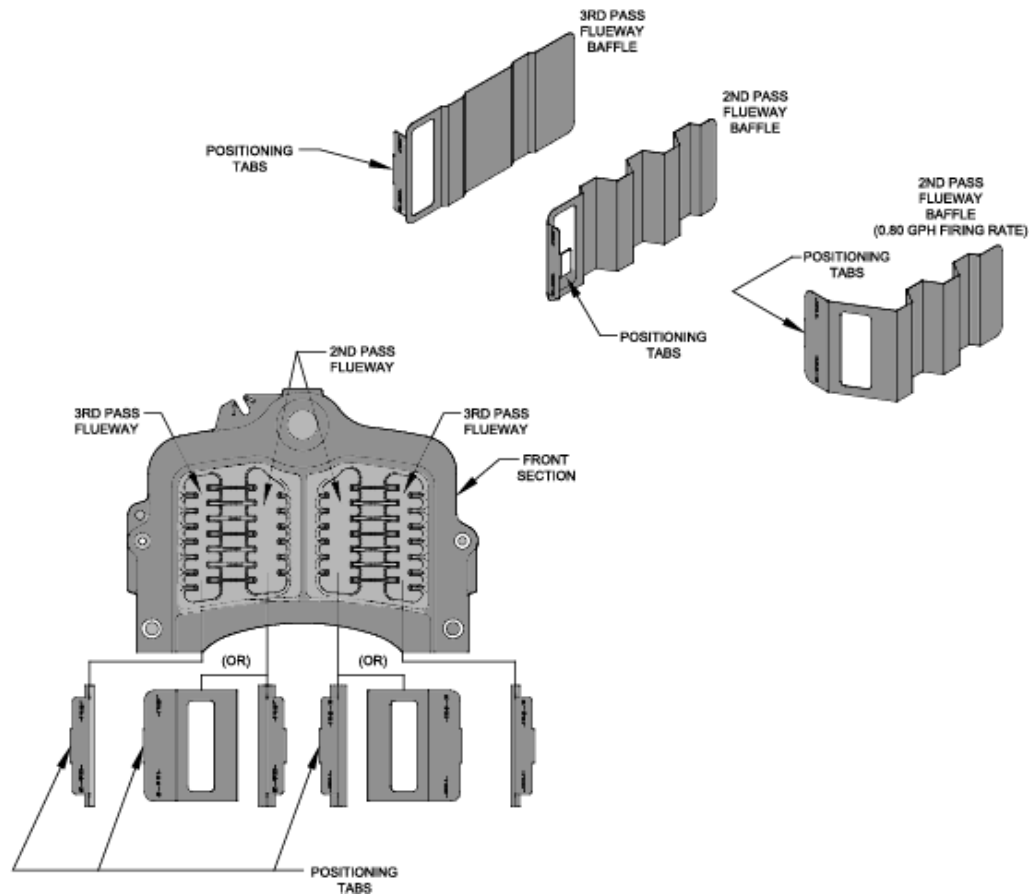 3RD PASS
FLUEWAY
BAFFLE
2ND PASS
FLUEWAY
BAFFLE
POSITIONING
TABS
2ND PASS
FLUEWAY
BAFFLE
(0.80 GPH FIRING RATE)
POSITIONING
TABS
POSITIONING
TABS
2ND PASS
FLUEWAY
3RD PASS
FLUEWAY
3RD PASS
FLUEWAY
FRONT
SECTION
(OR)
(OR)
POSITIONING
TABS